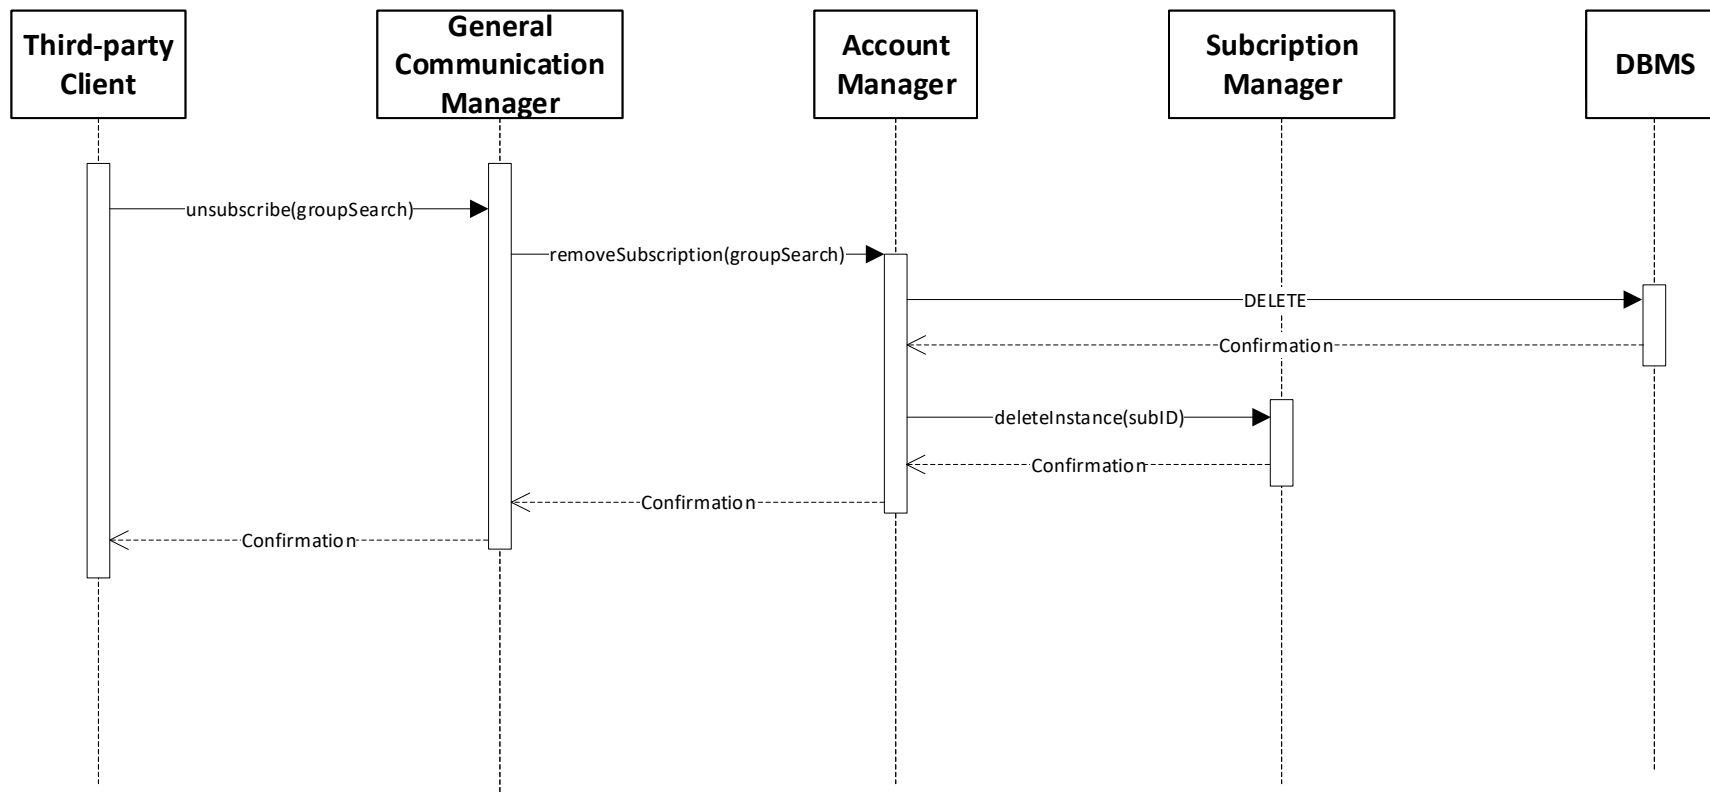 Third-party
Client
General
Communication
Manager
Account
Manager
Subcription
Manager
DBMS
unsubscribe(groupSearch)
removeSubscription(groupSearch)
DELETE
Confirmation
deleteInstance(subID)
Confirmation
Confirmation
Confirmation